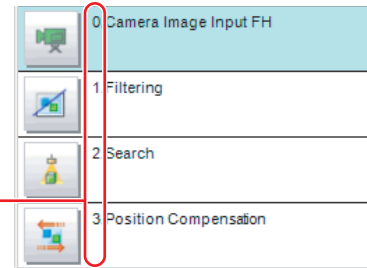 0.Camera Image Input FH
1.Filtering
2.Search
3.Position Compensation